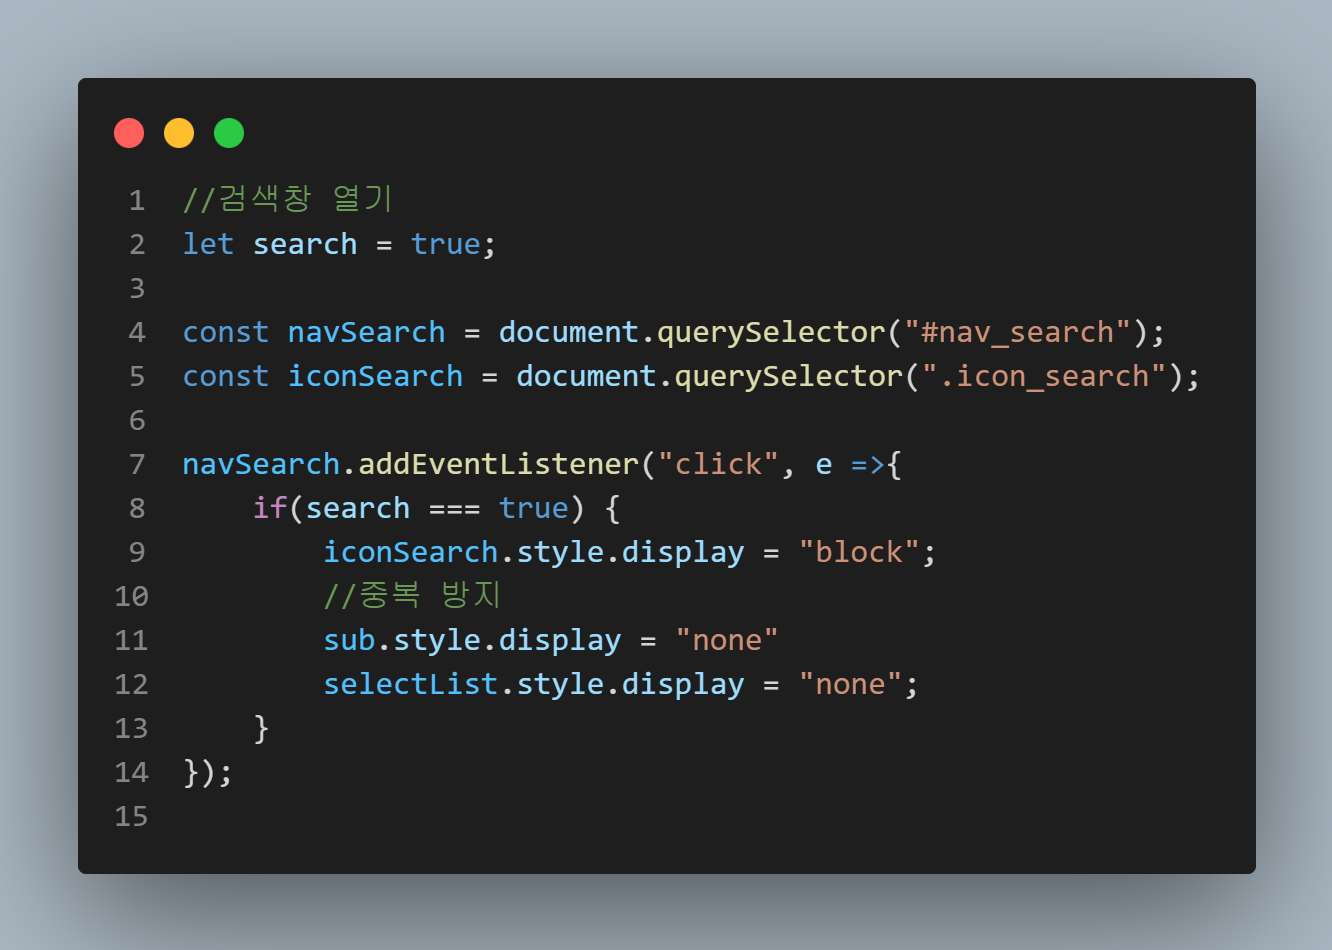 1 //검색창 열기
2 let search = true;
3
4 const navSearch = document.querySelector("#nav_search");
5 const iconSearch = document.querySelector(".icon_search");
6
7 navSearch.addEventListener("click", e =>{
8     if(search === true) {
9         iconSearch.style.display = "block";
10         //중복 방지
11         sub.style.display = "none"
12         selectList.style.display = "none";
13     }
14 });
15